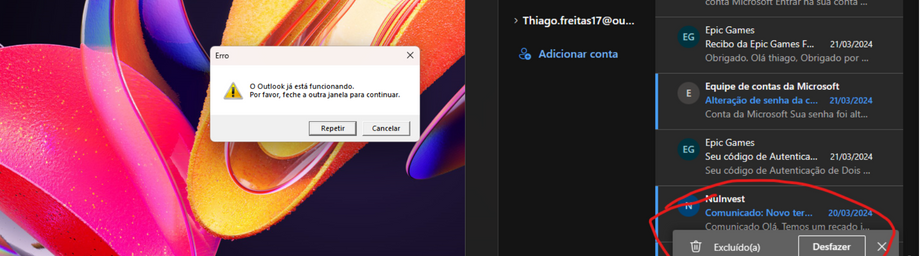 Erro
O Outlook já está funcionando.
Por favor, feche a outra janela para continuar.
Repetir
Cancelar
Thiago.freitas17@ou...
Adicionar conta
conta Microsoft Entrar na sua conta ...
EG
Epic Games
Recibo da Epic Games F... 21/03/2024
Obrigado. Olá thiago, Obrigado por ...
E
Equipe de contas da Microsoft
Alteração de senha da c... 21/03/2024
Conta da Microsoft Sua senha foi alt...
EG
Epic Games
Seu código de Autentica... 21/03/2024
Seu código de Autenticação de Dois ...
N
NuInvest
Comunicado: Novo ter... 20/03/2024
Comunicado Olá, Temos um recado i...
Excluído(a)
Desfazer